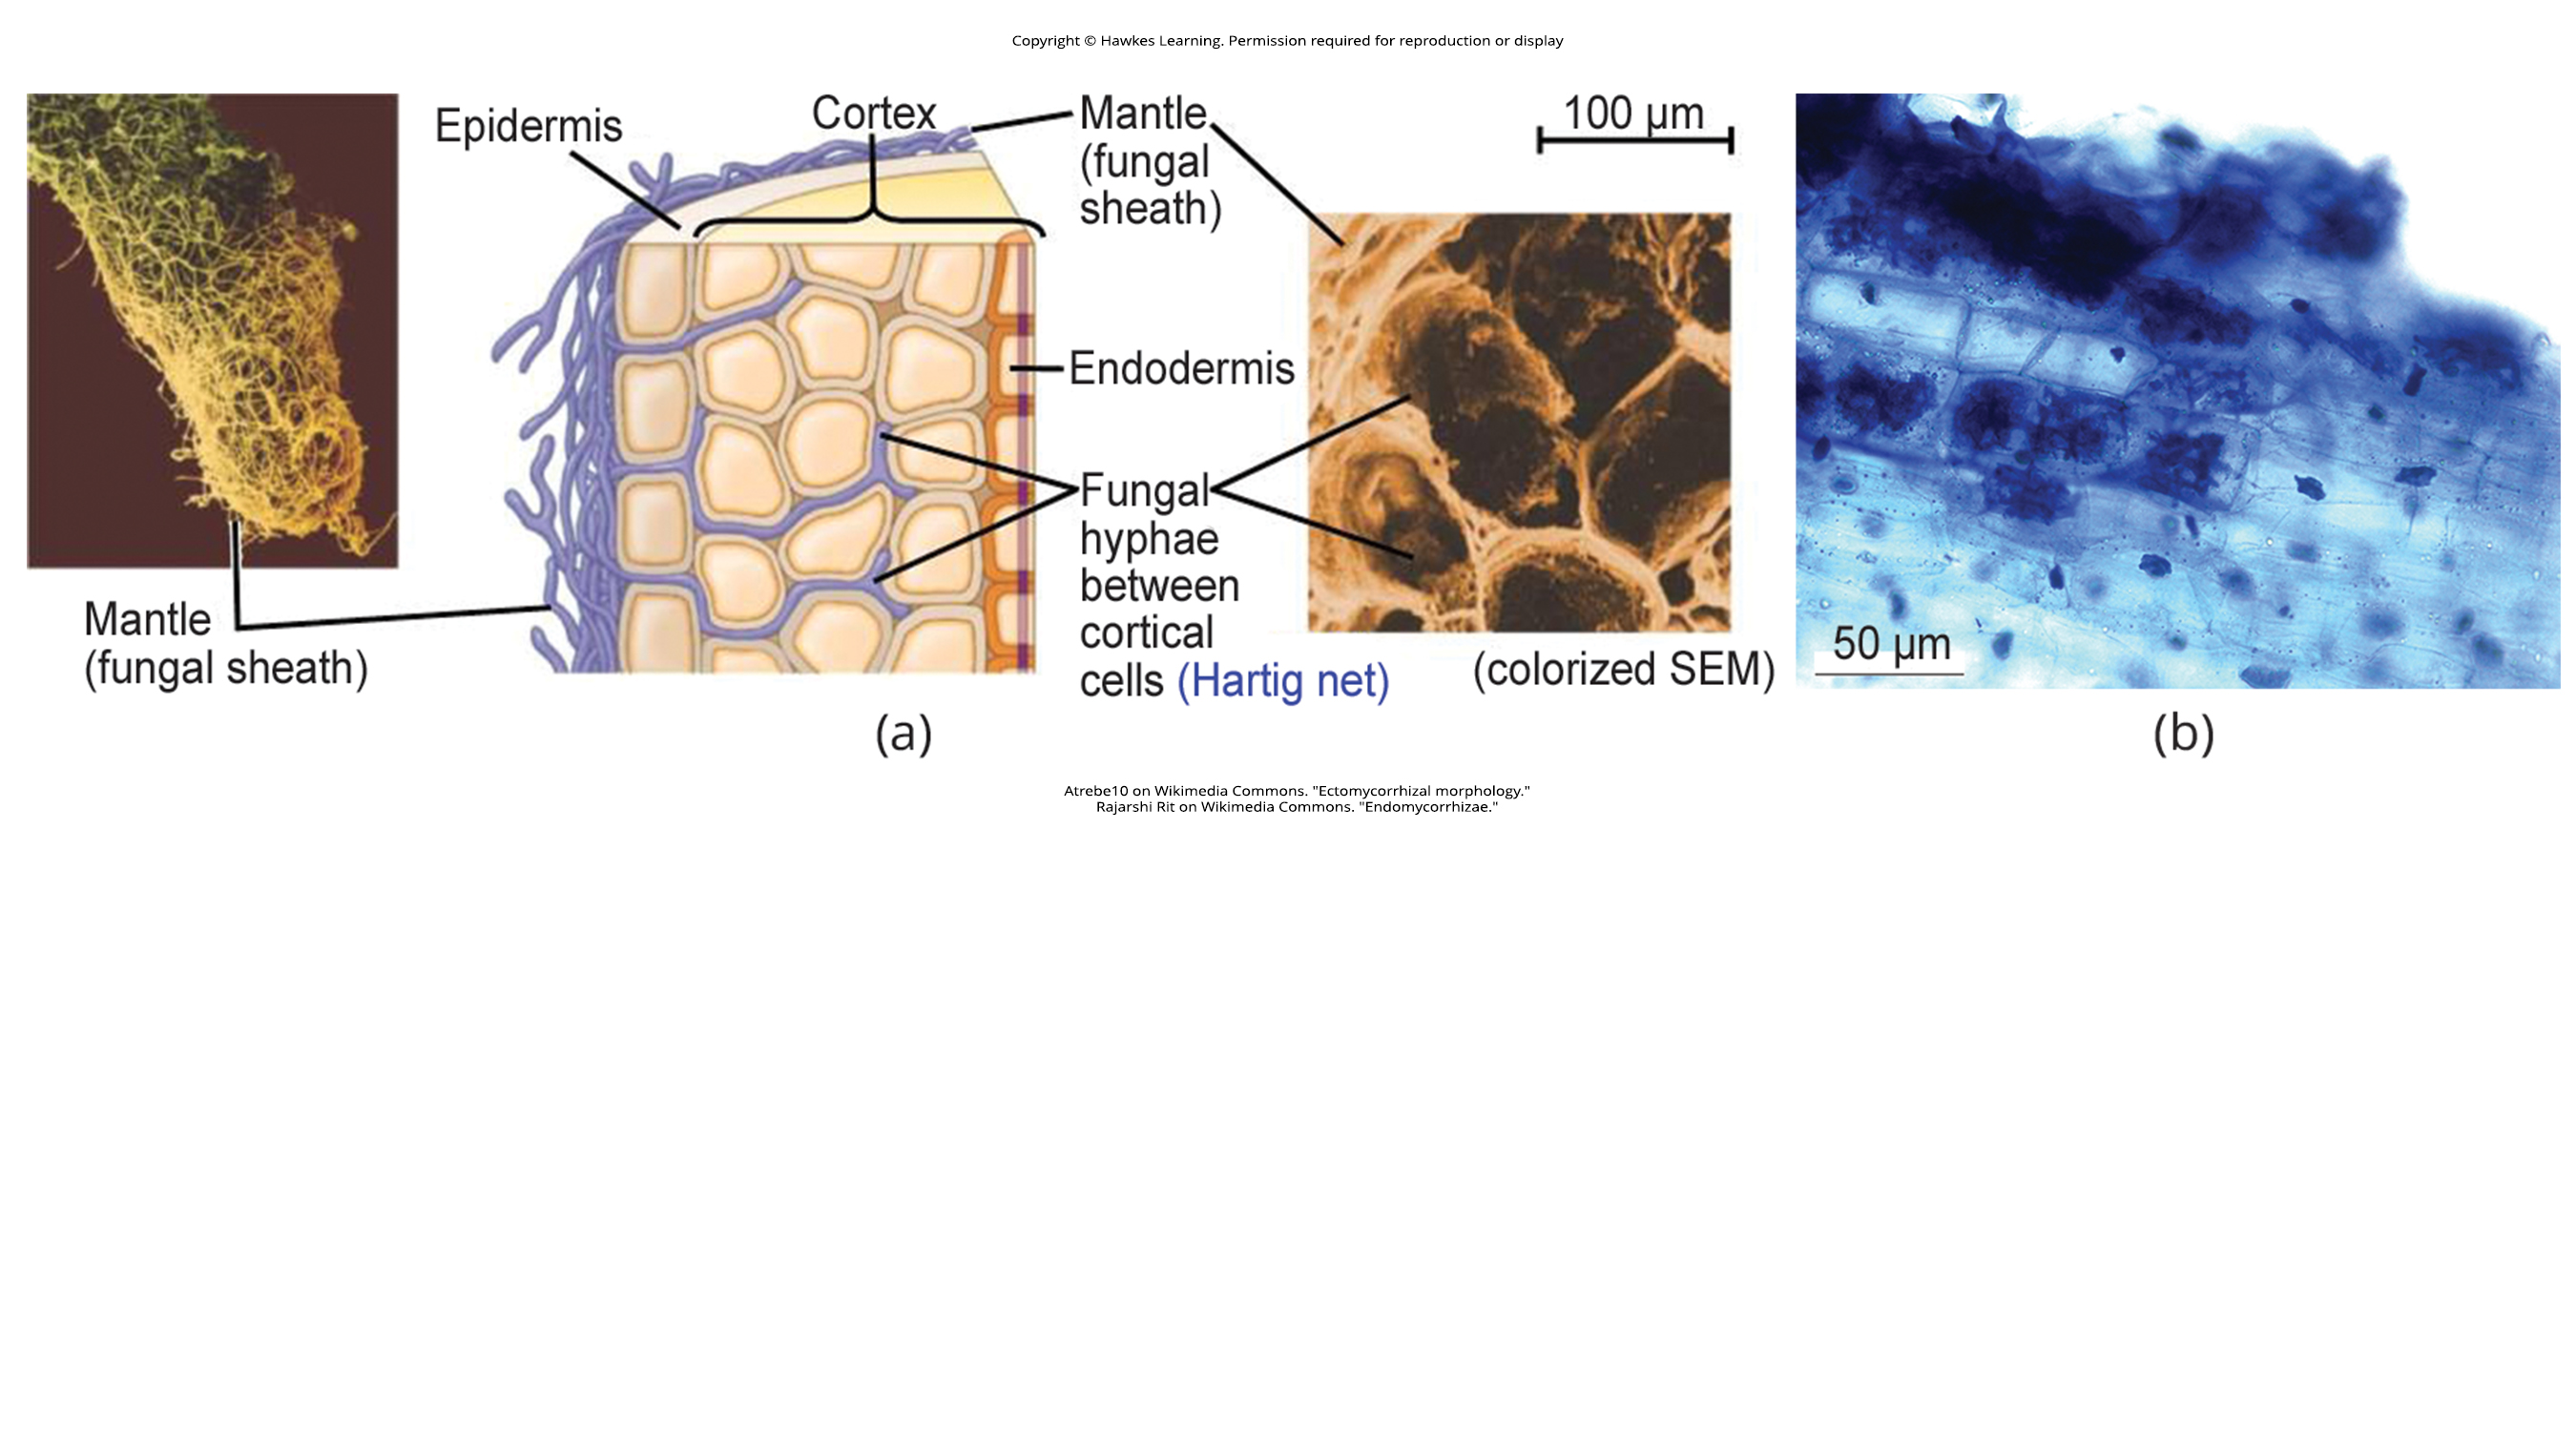 Copyright © Hawkes Learning. Permission required for reproduction or display
Epidermis
Cortex
Mantle
(fungal
sheath)
100 µm
Endodermis
Fungal
hyphae
between
cortical
cells (Hartig net)
Mantle
(fungal sheath)
(colorized SEM)
50 µm
(a)
(b)
Atrebe10 on Wikimedia Commons. "Ectomycorrhizal morphology."
Rajarshi Rit on Wikimedia Commons. "Endomycorrhizae."